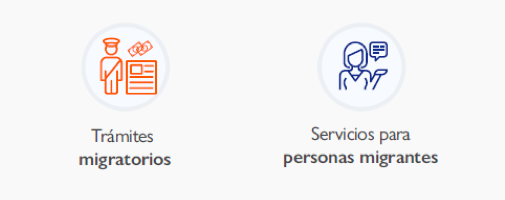 Trámites
migratorios
Servicios para
personas migrantes